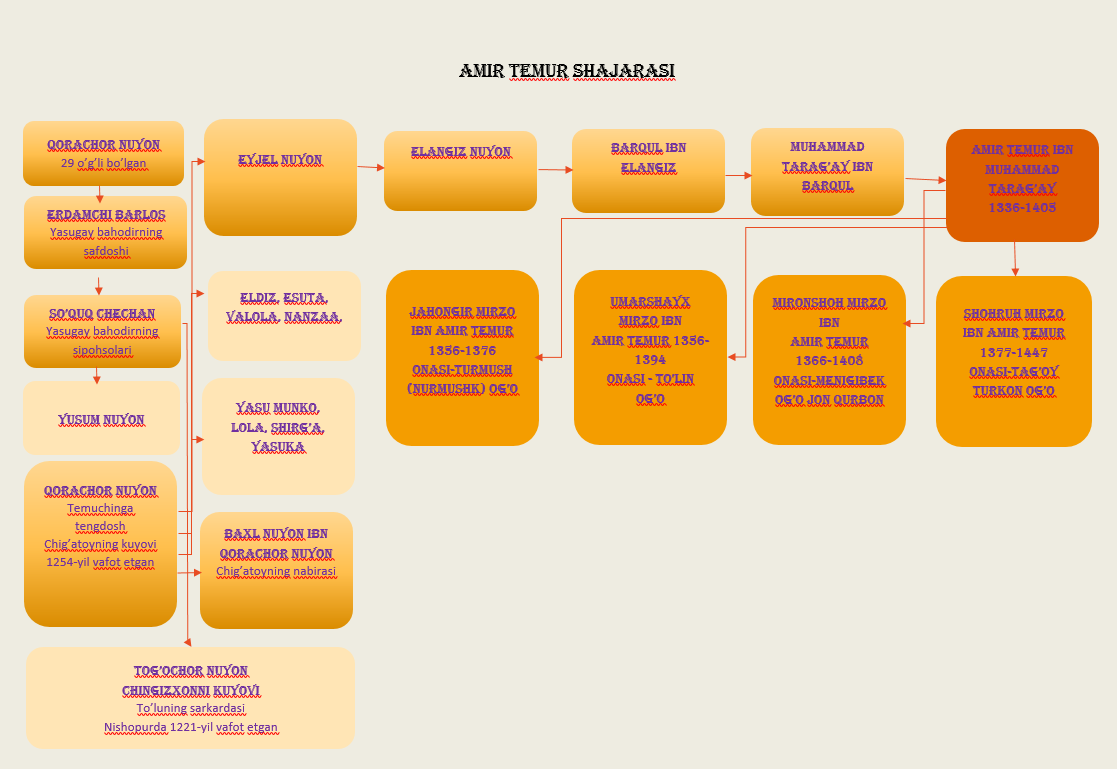 AMIR TEMUR SHAJARASI
QORACHOR NUYON
29 o'g'li bo'lgan
ERDAMCHI BARLOS
Yasugay bahodirning
safdoshi
SO'QUQ CHECHAN
Yasugay bahodirning
sipohsolari
YUSUM NUYON
QORACHOR NUYON
Temuchinga
tengdosh
Chig'atoyning kuyovi
1254-yil vafot etgan
TOG'OCHOR NUYON
CHINGIZXONNI KUYOVI
To'luning sarkardasi
Nishopurda 1221-yil vafot etgan
EYJEL NUYON
ELDIZ, ESUTA,
YALOLA, NANZAA,
YASU MUNKO,
LOLA, SHIRG'A,
YASUKA
BAXL NUYON IBN
QORACHOR NUYON
Chig'atoyning nabirasi
ELANGIZ NUYON
BARQUL IBN
ELANGIZ
MUHAMMAD
TARAG'AY IBN
BARQUL
AMIR TEMUR IBN
MUHAMMAD
TARAG'AY
1336-1405
JAHONGIR MIRZO
IBN AMIR TEMUR
1356-1376
ONASI-TURMUSH
(NURMUSHK) OG'O
UMARSHAYX
MIRZO IBN
AMIR TEMUR 1356-
1394
ONASI - TO'LIN
OG'O
MIRONSHOH MIRZO
IBN
AMIR TEMUR
1366-1408
ONASI-MENIGIBEK
OG'O JON QURBON
SHOHRUH MIRZO
IBN AMIR TEMUR
1377-1447
ONASI-TAG'OY
TURKON OG'O